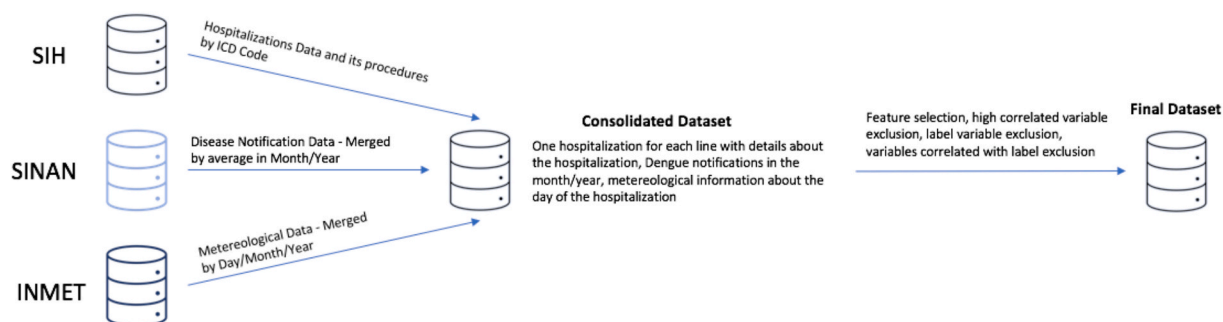 SIH
Hospitalizations Data and its procedures
by ICD Code
SINAN
Disease Notification Data - Merged
by average in Month/Year
INMET
Metereological Data - Merged
by Day/Month/Year
Consolidated Dataset
One hospitalization for each line with details about
the hospitalization, Dengue notifications in the
month/year, metereological information about the
day of the hospitalization
Feature selection, high correlated variable
exclusion, label variable exclusion,
variables correlated with label exclusion
Final Dataset